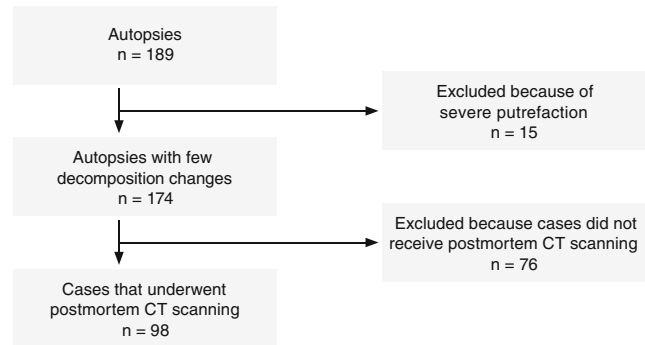 Autopsies
n = 189
Excluded because of
severe putrefaction
n = 15
Autopsies with few
decomposition changes
n = 174
Excluded because cases did not
receive postmortem CT scanning
n = 76
Cases that underwent
postmortem CT scanning
n = 98